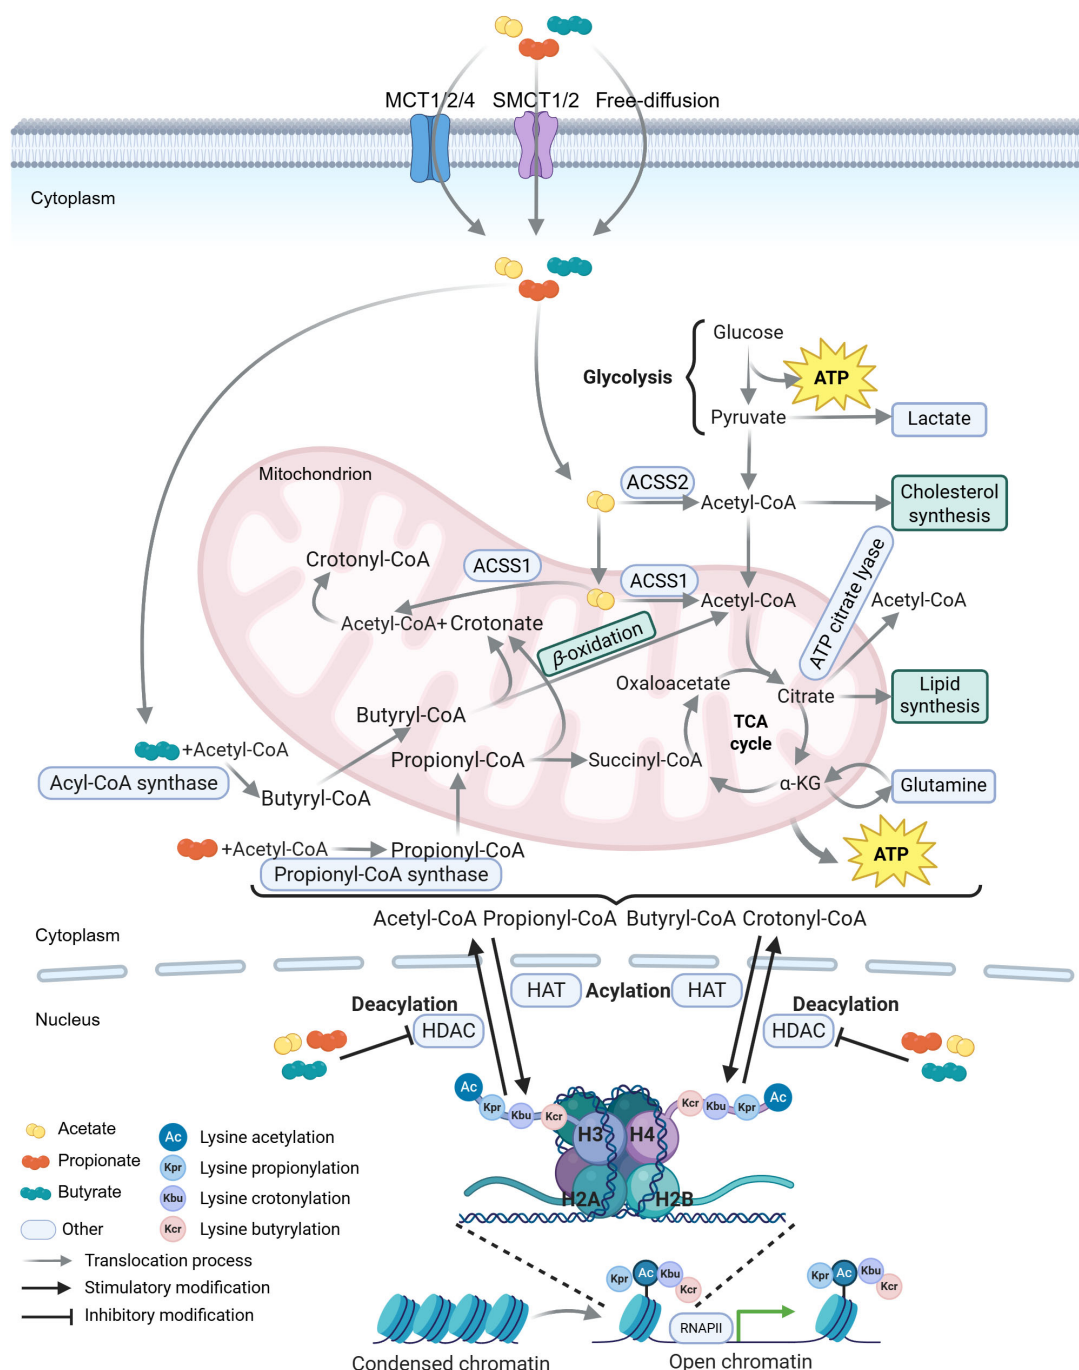 MCT1/2/4 SMCT1/2 Free-diffusion
Cytoplasm
Glucose
Glycolysis
ATP
Pyruvate
Lactate
Mitochondrion
ACSS2
Acetyl-CoA
Cholesterol
synthesis
Crotonyl-CoA
ACSS1
ACSS1
Acetyl-CoA
ATP citrate lyase
Acetyl-CoA
Acetyl-CoA+ Crotonate
β-oxidation
Oxaloacetate
Citrate
Lipid
synthesis
Butyryl-CoA
TCA
cycle
+Acetyl-CoA
Propionyl-CoA
Succinyl-CoA
Acyl-CoA synthase
Butyryl-CoA
α-KG
Glutamine
+Acetyl-CoA
Propionyl-CoA
ATP
Propionyl-CoA synthase
Acetyl-CoA Propionyl-CoA Butyryl-CoA Crotonyl-CoA
Cytoplasm
HAT Acylation HAT
Deacylation
Deacylation
Nucleus
HDAC
HDAC
Ac
Kpr
Kbu
Kcr
Kcr
Kbu
Kpr
Ac
H3
H4
H2A
H2B
Acetate
Propionate
Butyrate
Other
Ac Lysine acetylation
Kpr Lysine propionylation
Kbu Lysine crotonylation
Kcr Lysine butyrylation
Translocation process
Stimulatory modification
Inhibitory modification
Kpr
Ac
Kbu
Kcr
Kpr
Ac
Kbu
Kcr
RNAPII
Condensed chromatin
Open chromatin